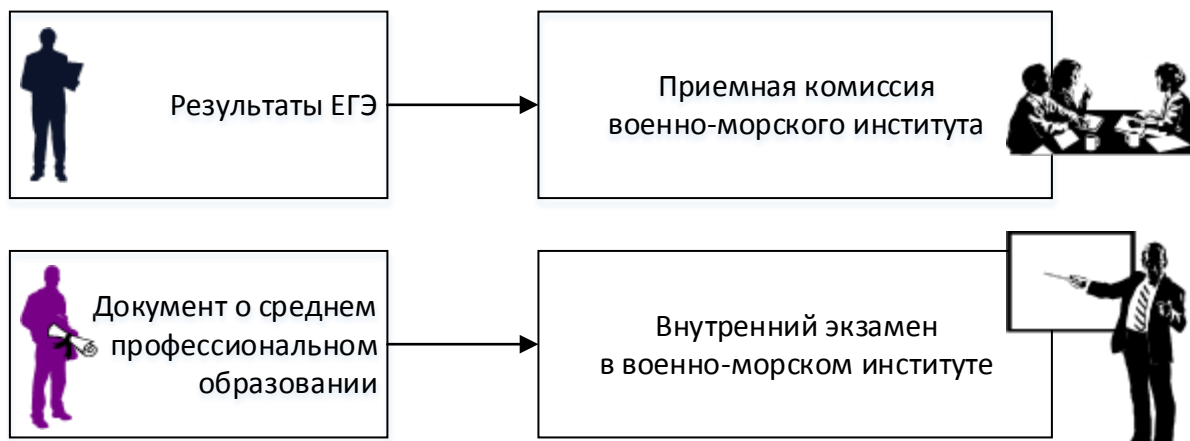 Результаты ЕГЭ
Приемная комиссия
военно-морского института
Документ о среднем
профессиональном
образовании
Внутренний экзамен
в военно-морском институте